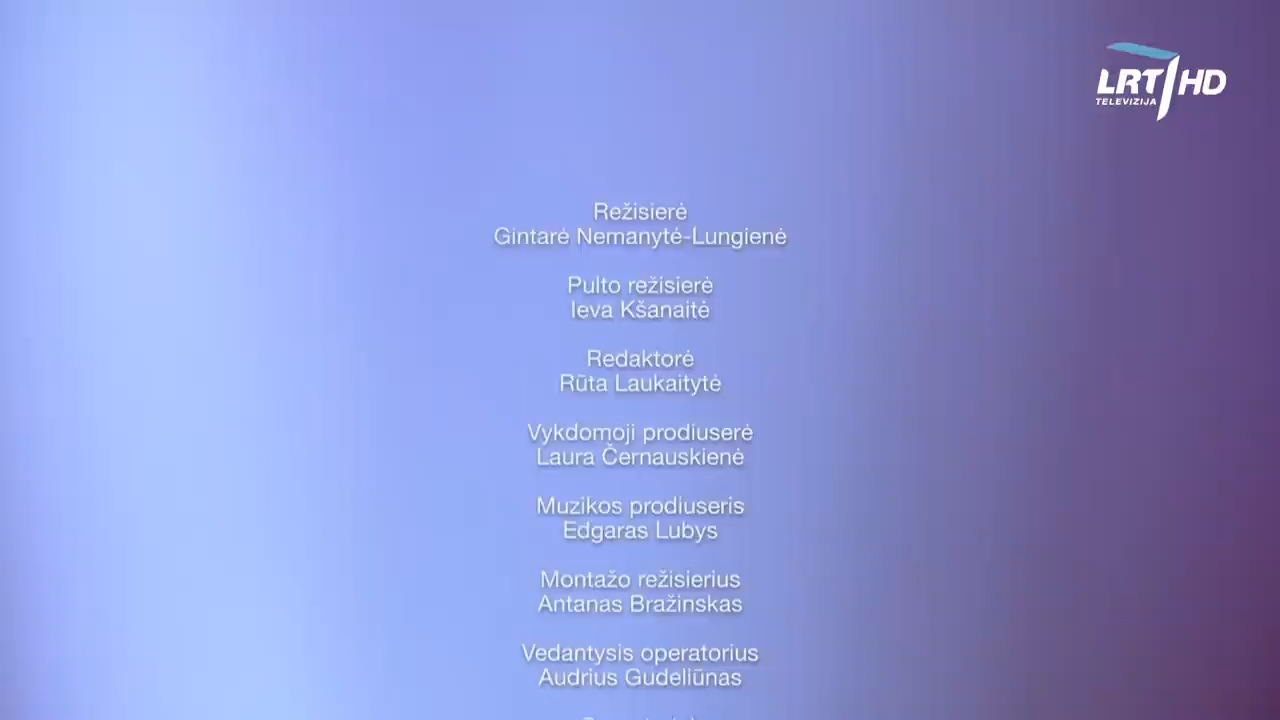 LRT HD
TELEVIZIJA
Režisierė
Gintarė Nemanytė-Lungienė
Pulto režisierė
Ieva Kšanaitė
Redaktorė
Rūta Laukaitytė
Vykdomoji prodiuserė
Laura Černauskienė
Muzikos prodiuseris
Edgaras Lubys
Montažo režisierius
Antanas Bražinskas
Vedantysis operatorius
Audrius Gudeliūnas